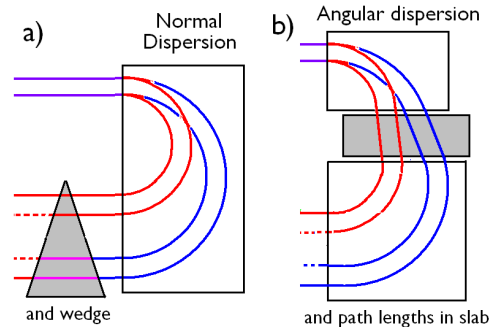 a)
Normal
Dispersion
and wedge
b)
Angular dispersion
and path lengths in slab